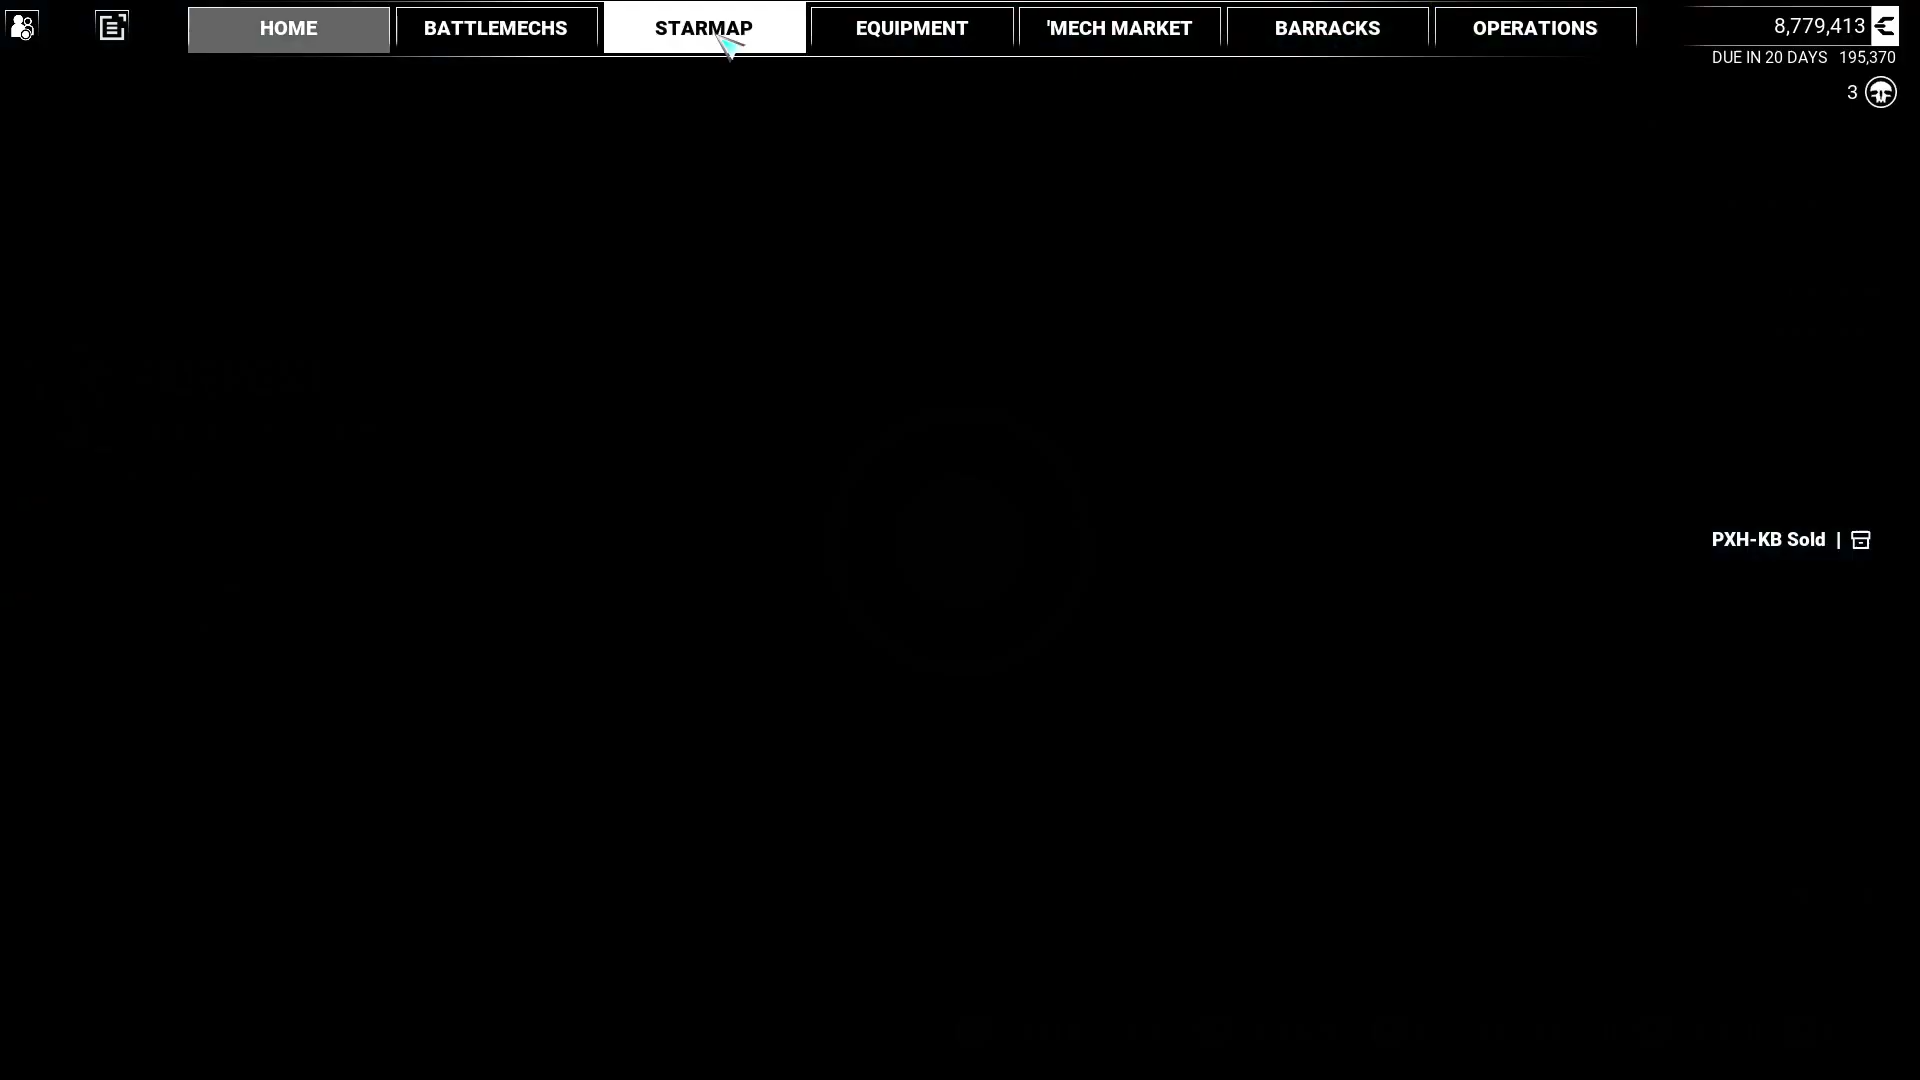 HOME
BATTLEMECHS
STARMAP
EQUIPMENT
'MECH MARKET
BARRACKS
OPERATIONS
8,779,413
DUE IN 20 DAYS 195,370
3
PXH-KB Sold |